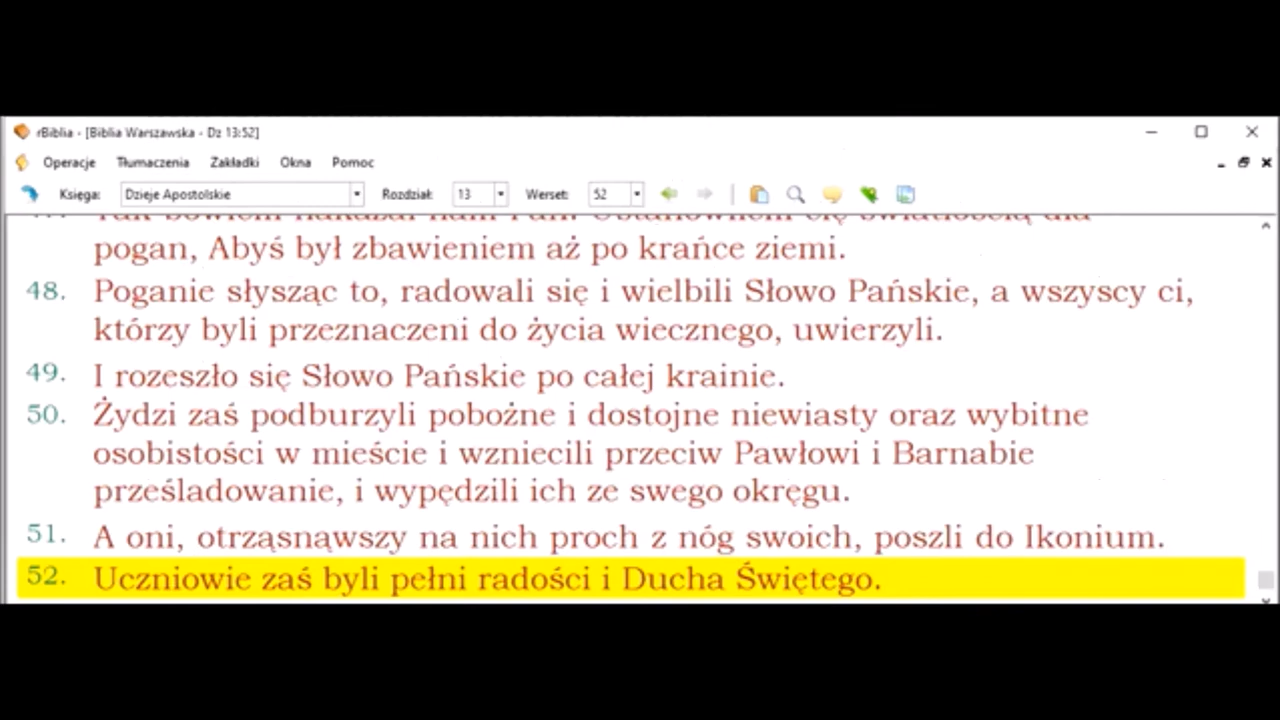 rBiblia - [Biblia Warszawska - Dz 13:52]
Operacje Tłumaczenia Zakładki Okna Pomoc
Księga: Dzieje Apostolskie Rozdział: 13 Werset: 52
pogan, Abyś był zbawieniem aż po krańce ziemi.
48. Poganie słysząc to, radowali się i wielbili Słowo Pańskie, a wszyscy ci,
którzy byli przeznaczeni do życia wiecznego, uwierzyli.
49. I rozeszło się Słowo Pańskie po całej krainie.
50. Żydzi zaś podburzyli pobożne i dostojne niewiasty oraz wybitne
osobistości w mieście i wzniecili przeciw Pawłowi i Barnabie
prześladowanie, i wypędzili ich ze swego okręgu.
51. A oni, otrząsnąwszy na nich proch z nóg swoich, poszli do Ikonium.
52. Uczniowie zaś byli pełni radości i Ducha Świętego.